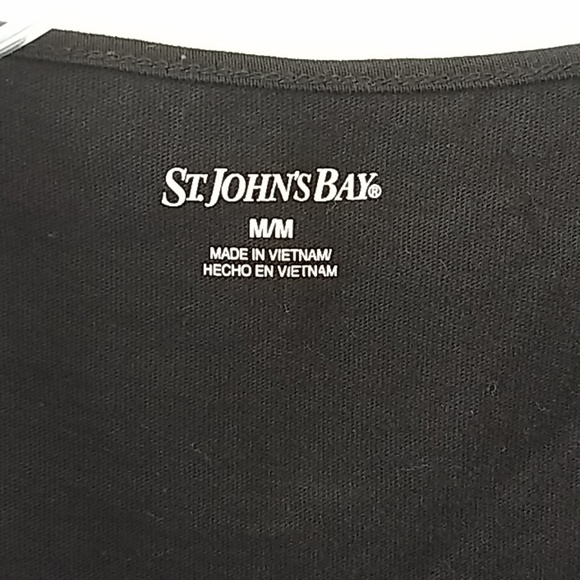 ST. JOHN'S BAY®
M/M
MADE IN VIETNAM/
HECHO EN VIETNAM